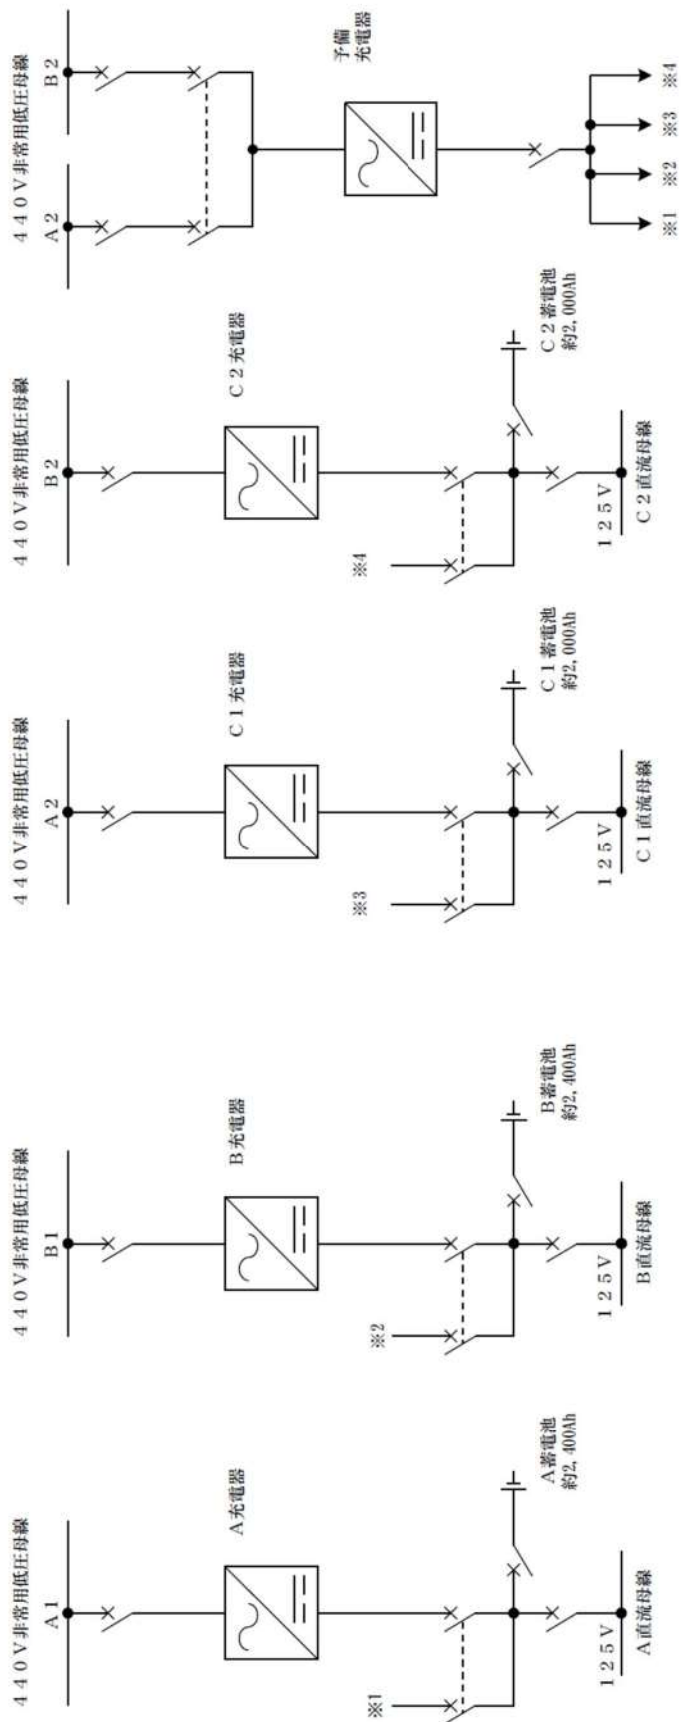 440V非常用低圧母線
A1
A充電器
※1
A蓄電池
約2,400Ah
125V
A直流母線
440V非常用低圧母線
B1
B充電器
※2
B蓄電池
約2,400Ah
125V
B直流母線
440V非常用低圧母線
A2
C1充電器
※3
C1蓄電池
約2,000Ah
125V
C1直流母線
440V非常用低圧母線
B2
C2充電器
※4
C2蓄電池
約2,000Ah
125V
C2直流母線
440V非常用低圧母線
A2
B2
予備
充電器
※1
※2
※3
※4